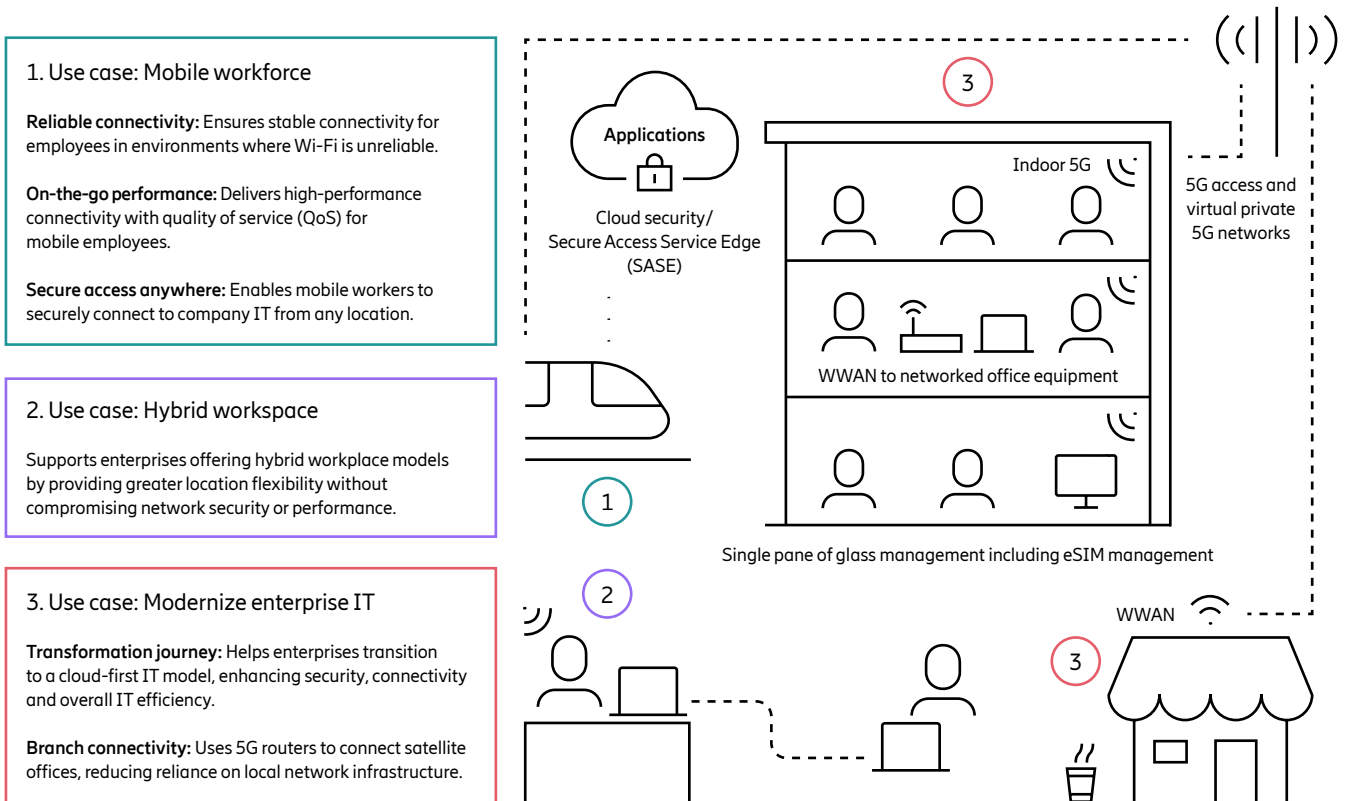 1. Use case: Mobile workforce
Reliable connectivity: Ensures stable connectivity for
employees in environments where Wi-Fi is unreliable.
On-the-go performance: Delivers high-performance
connectivity with quality of service (QoS) for
mobile employees.
Secure access anywhere: Enables mobile workers to
securely connect to company IT from any location.
2. Use case: Hybrid workspace
Supports enterprises offering hybrid workplace models
by providing greater location flexibility without
compromising network security or performance.
3. Use case: Modernize enterprise IT
Transformation journey: Helps enterprises transition
to a cloud-first IT model, enhancing security, connectivity
and overall IT efficiency.
Branch connectivity: Uses 5G routers to connect satellite
offices, reducing reliance on local network infrastructure.
Applications
Cloud security/
Secure Access Service Edge
(SASE)
1
3
Indoor 5G
WWAN to networked office equipment
5G access and
virtual private
5G networks
Single pane of glass management including eSIM management
2
WWAN
3